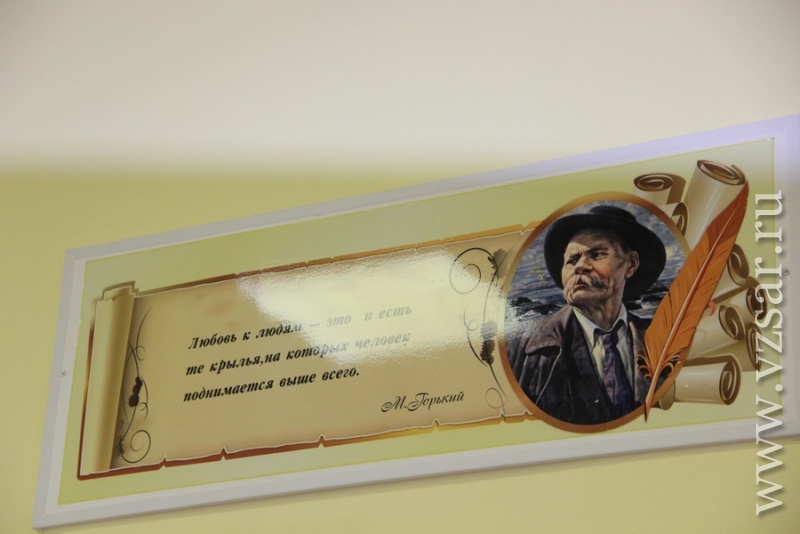 Любовь к людям – это и есть
те крылья,на которых человек
поднимается выше всего.
М.Горький
www.vzsar.ru